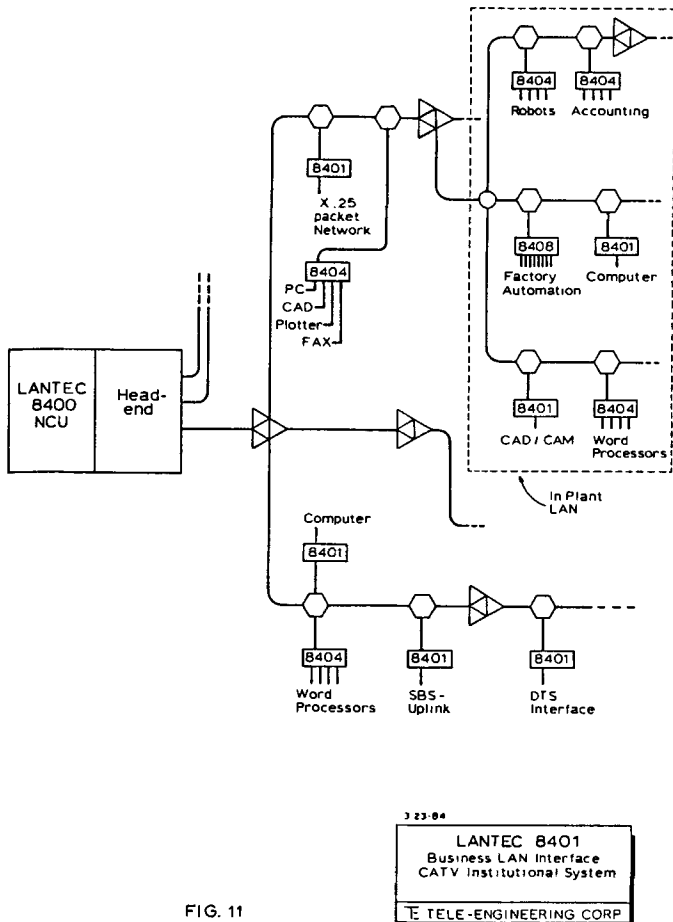 8404
8404
Robots
Accounting
8401
X.25
packet
Network
8404
PC
CAD
Plotter
FAX
8408
Factory
Automation
8401
Computer
LANTEC
8400
NCU
Head-
end
8401
CAD / CAM
8404
Word
Processors
In Plant
LAN
Computer
8401
8404
Word
Processors
8401
SBS-
Uplink
8401
DTS
Interface
3 23-84
LANTEC 8401
Business LAN Interface
CATV Institutional System
TE TELE-ENGINEERING CORP
FIG. 11